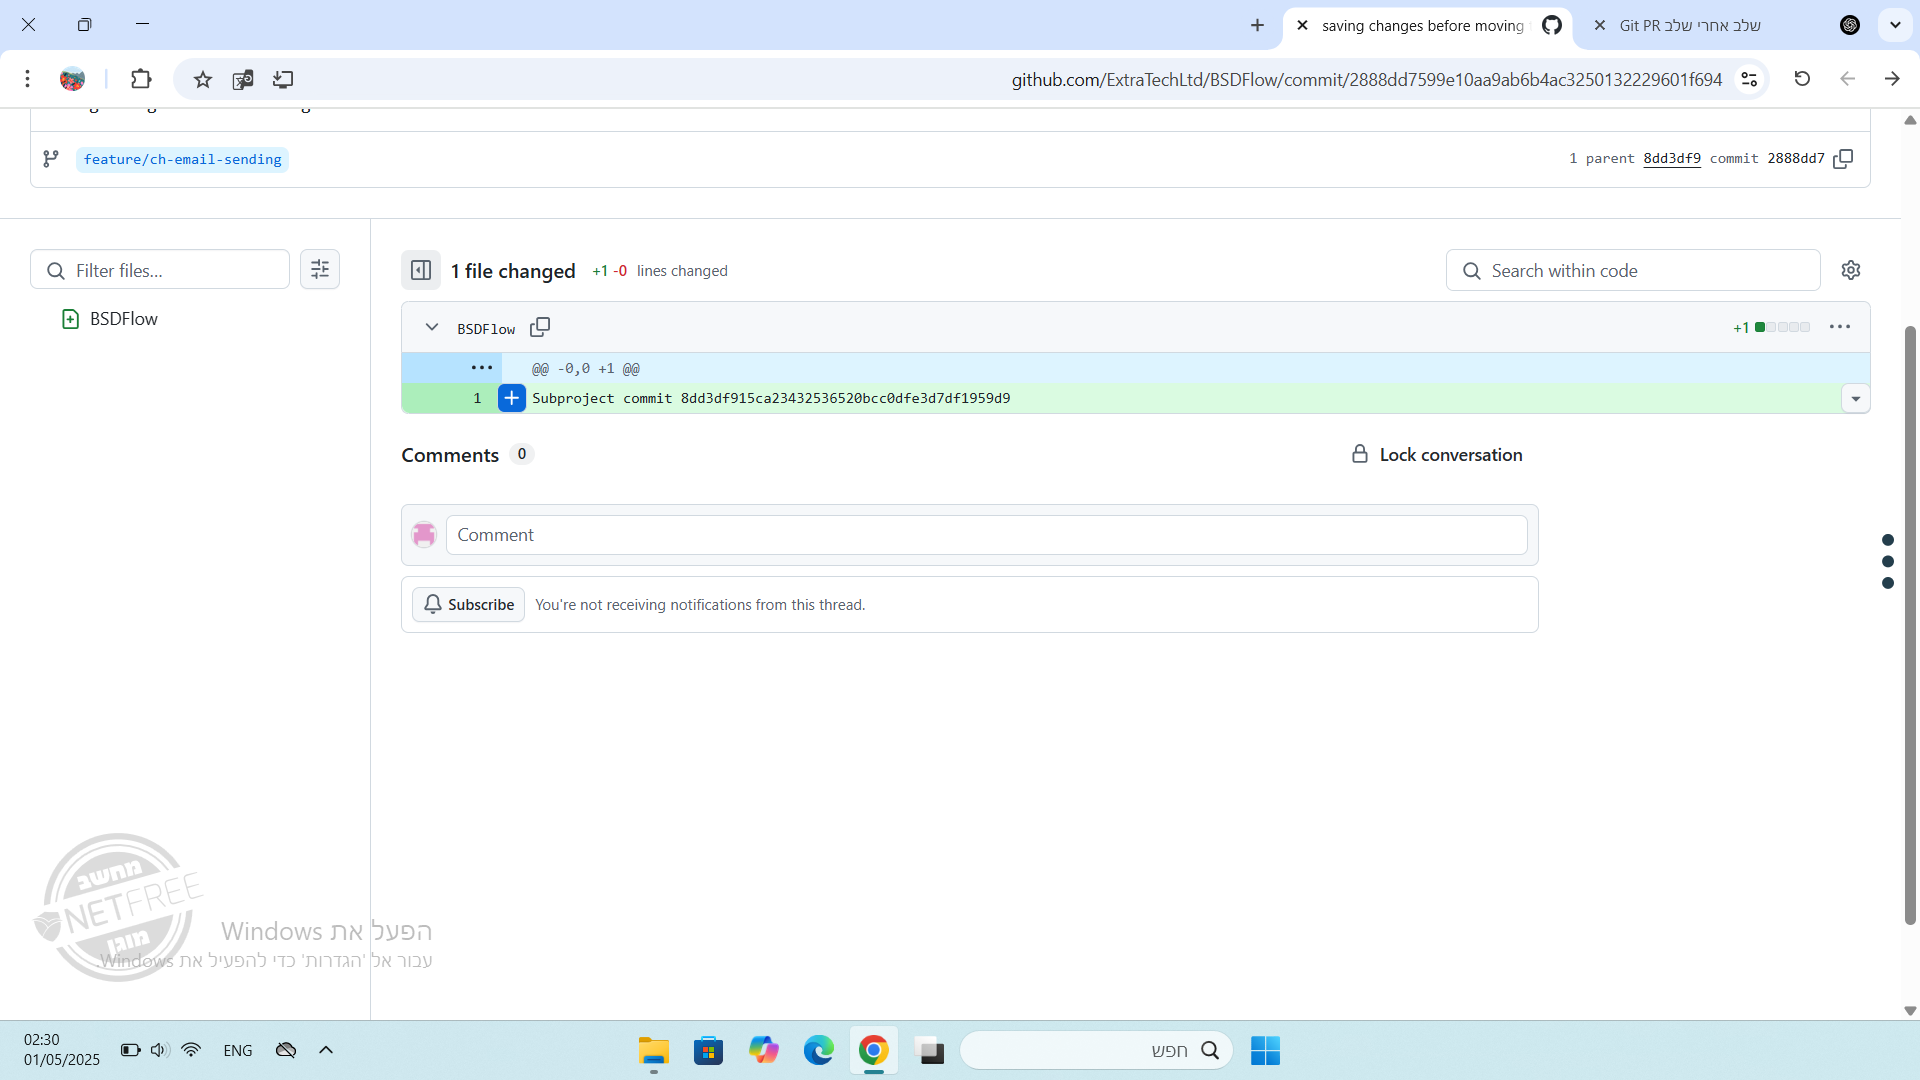 saving changes before moving
Git PR שלב אחרי שלב
github.com/ExtraTechLtd/BSDFlow/commit/2888dd7599e10aa9ab6b4ac3250132229601f694
feature/ch-email-sending
1 parent 8dd3df9 commit 2888dd7
Filter files...
1 file changed +1 -0 lines changed
Search within code
BSDFlow
BSDFlow
+1
@@ -0,0 +1 @@
1 + Subproject commit 8dd3df915ca23432536520bcc0dfe3d7df1959d9
Comments 0
Lock conversation
Comment
Subscribe You're not receiving notifications from this thread.
מחשב
NETFREE
מוגן
הפעל את Windows
עבור אל 'הגדרות' כדי להפעיל את Windows.
02:30
01/05/2025
ENG
חפש